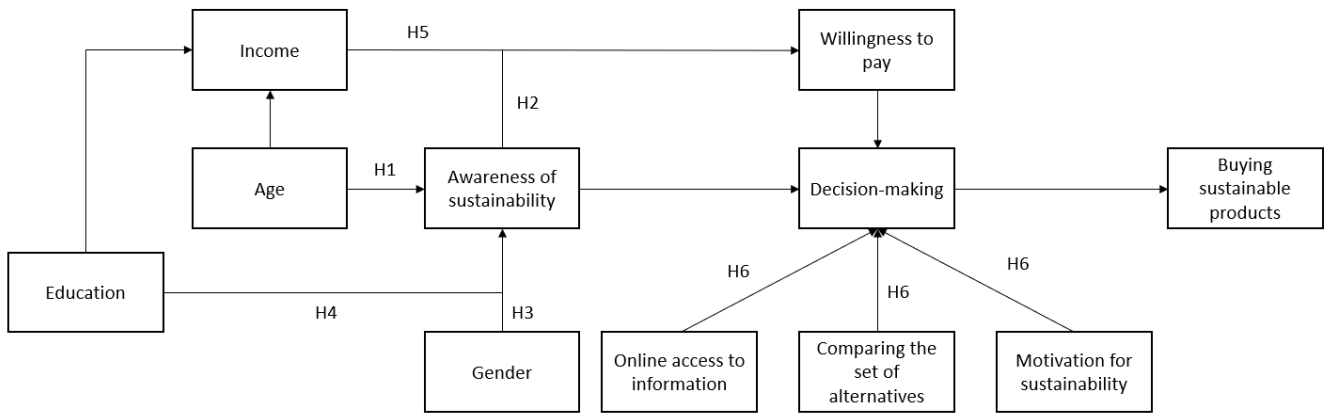 H5
Income
Willingness to
pay
H2
H1
Age
Awareness of
sustainability
Decision-making
Buying
sustainable
products
Education
H4
H3
H6
H6
H6
Gender
Online access to
information
Comparing the
set of
alternatives
Motivation for
sustainability